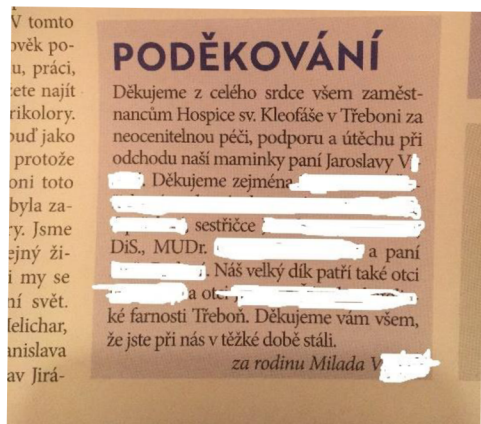 V tomto
ověk po-
u, práci,
ete najít
rikolory.
buď jako
protože
oni toto
byla za-
ry. Jsme
ejný ži-
i my se
ní svět.
Melichar,
anislava
av Jirá-
PODĚKOVÁNÍ
Děkujeme z celého srdce všem zaměst-
nancům Hospice sv. Kleofáše v Třeboni za
neocenitelnou péči, podporu a útěchu při
odchodu naší maminky paní Jaroslavy V
. Děkujeme zejména
, sestřičce
DiS., MUDr. a paní
. Náš velký dík patří také otci
a otci
ké farnosti Třeboň. Děkujeme vám všem,
že jste při nás v těžké době stáli.
za rodinu Milada V